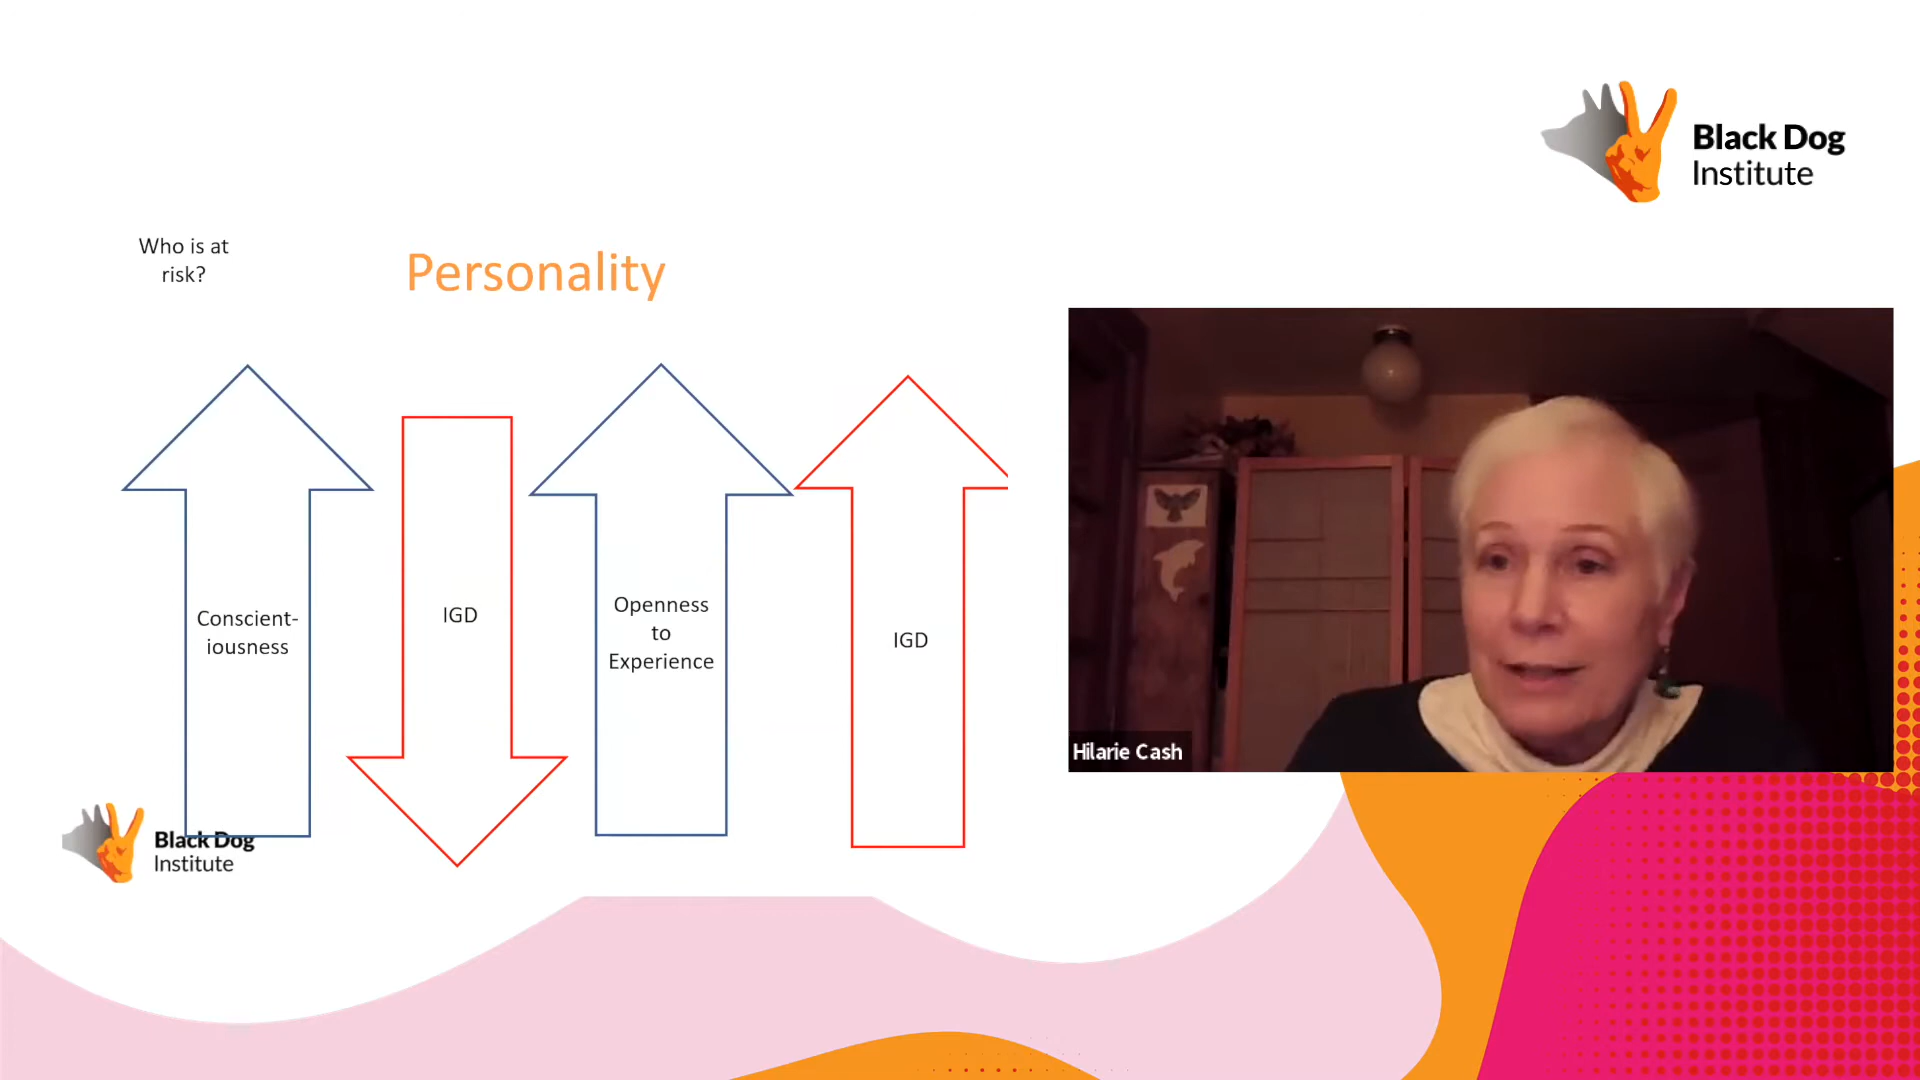 Black Dog
Institute
Who is at
risk?
Personality
Conscient-
iousness
IGD
Openness
to
Experience
IGD
Hilarie Cash
Black Dog
Institute